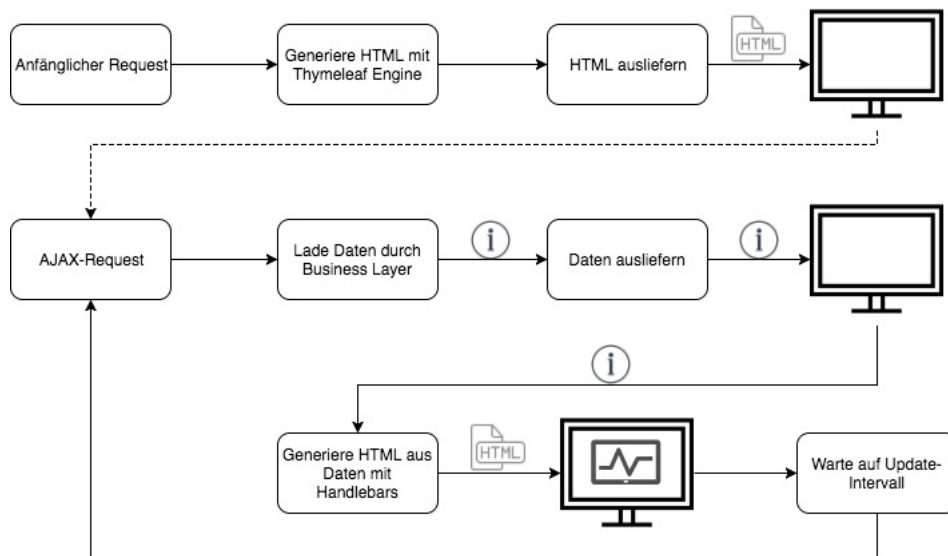 Anfänglicher Request
Generiere HTML mit
Thymeleaf Engine
HTML ausliefern
HTML
AJAX-Request
Lade Daten durch
Business Layer
i
Daten ausliefern
i
i
Generiere HTML aus
Daten mit
Handlebars
HTML
Warte auf Update-
Intervall